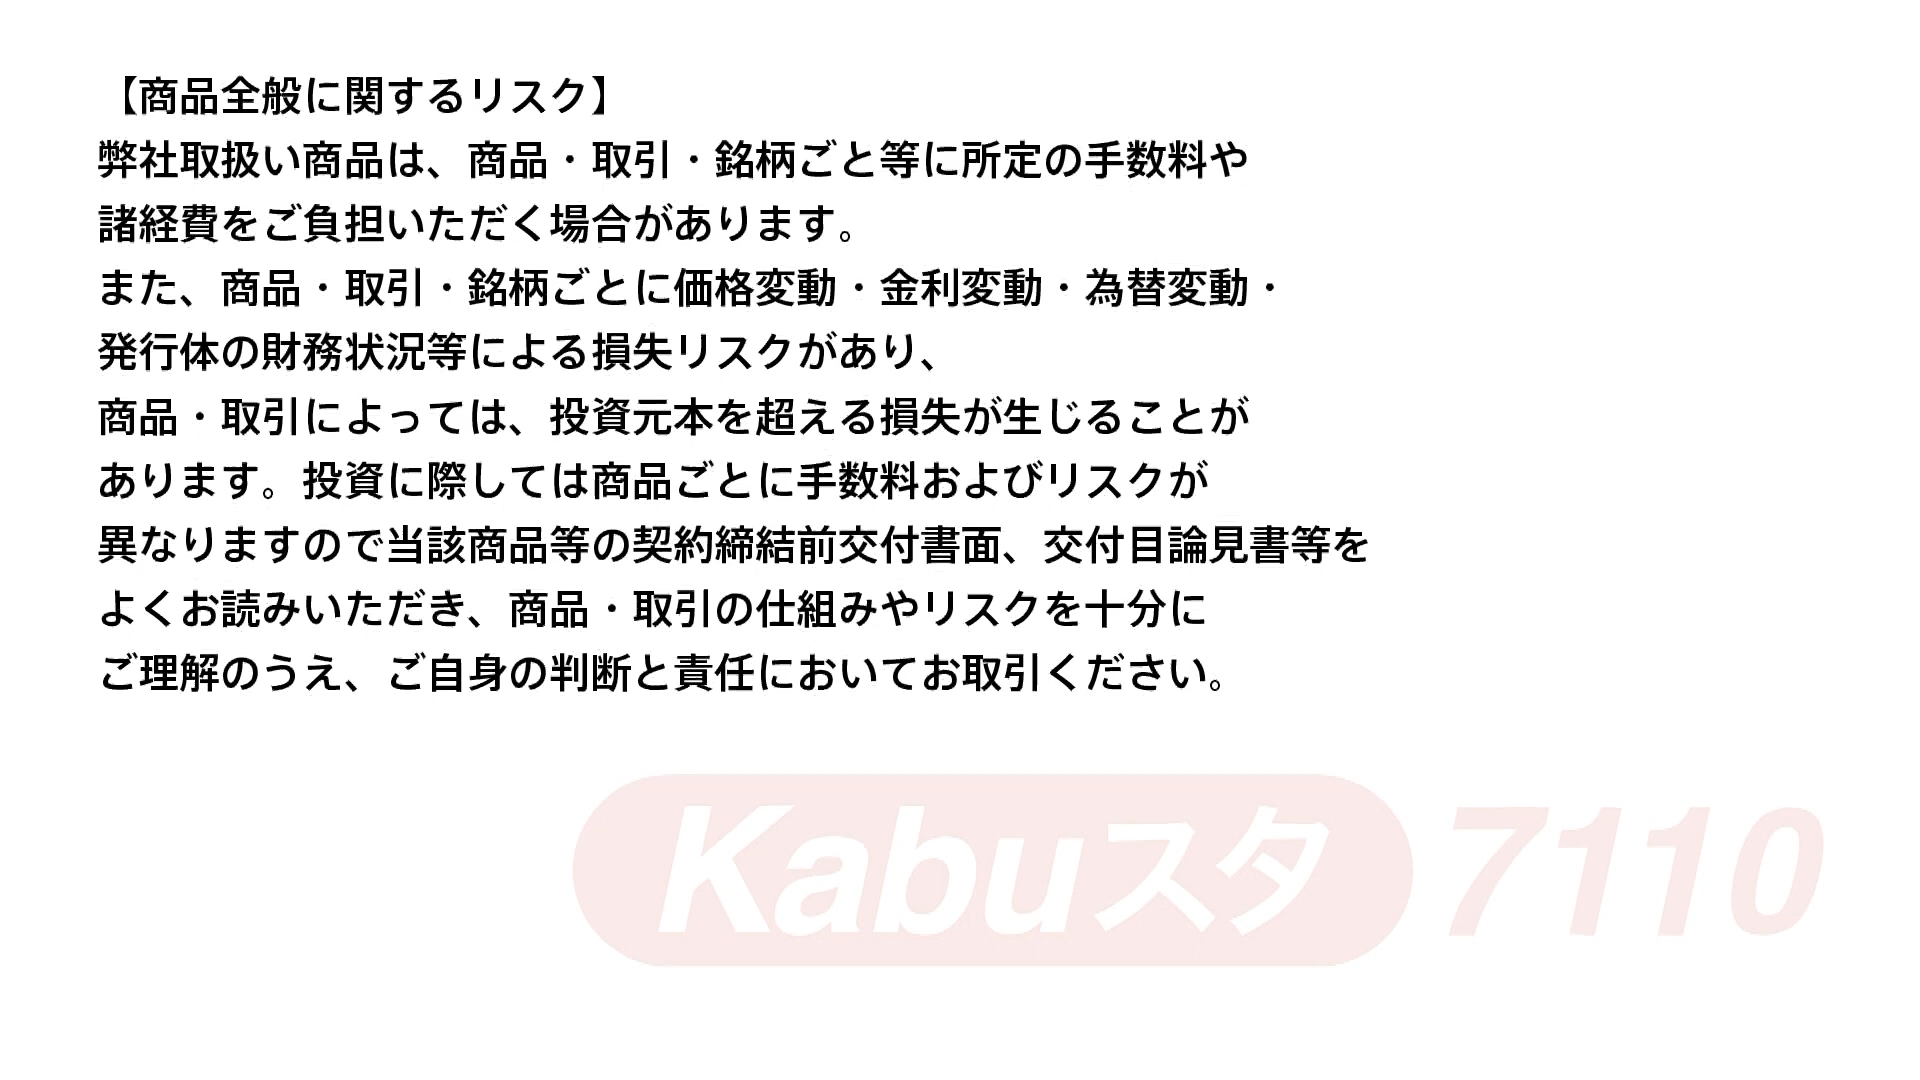 【商品全般に関するリスク】
弊社取扱い商品は、商品・取引・銘柄ごと等に所定の手数料や
諸経費をご負担いただく場合があります。
また、商品・取引・銘柄ごとに価格変動・金利変動・為替変動・
発行体の財務状況等による損失リスクがあり、
商品・取引によっては、投資元本を超える損失が生じることが
あります。投資に際しては商品ごとに手数料およびリスクが
異なりますので当該商品等の契約締結前交付書面、交付目論見書等を
よくお読みいただき、商品・取引の仕組みやリスクを十分に
ご理解のうえ、ご自身の判断と責任においてお取引ください。
Kabuスタ 7110